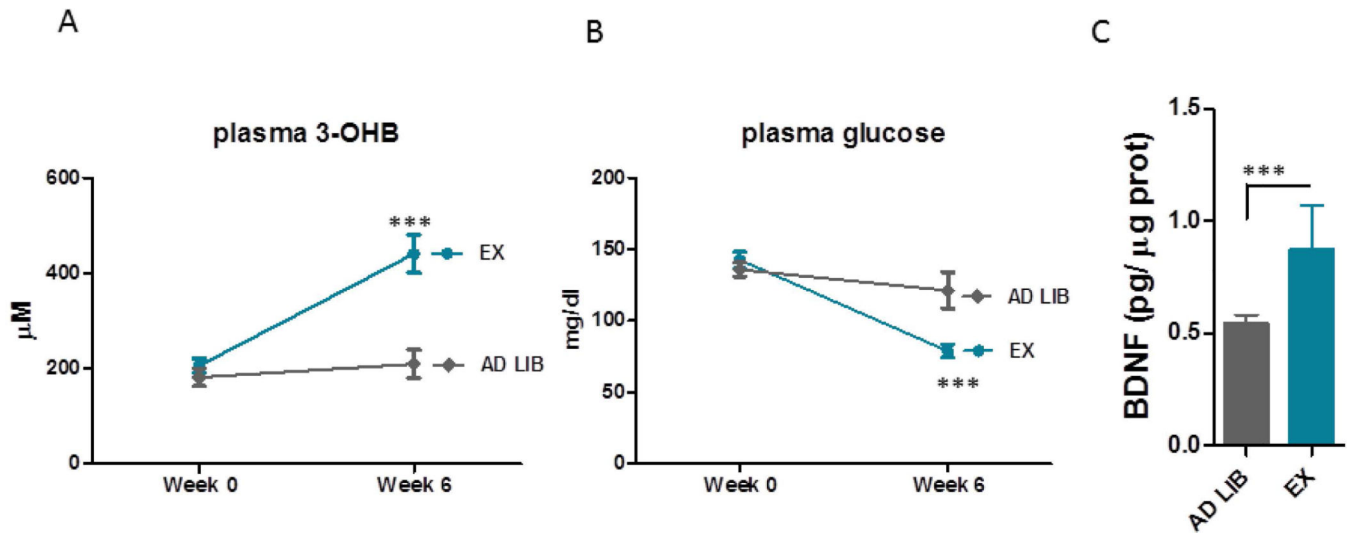 A
plasma 3-OHB
600
400
200
0
µM
***
EX
AD LIB
Week 0
Week 6
B
plasma glucose
200
150
100
50
0
mg/dl
AD LIB
EX
***
Week 0
Week 6
C
1.5
1.0
0.5
0.0
BDNF (pg/ µg prot)
***
AD LIB
EX